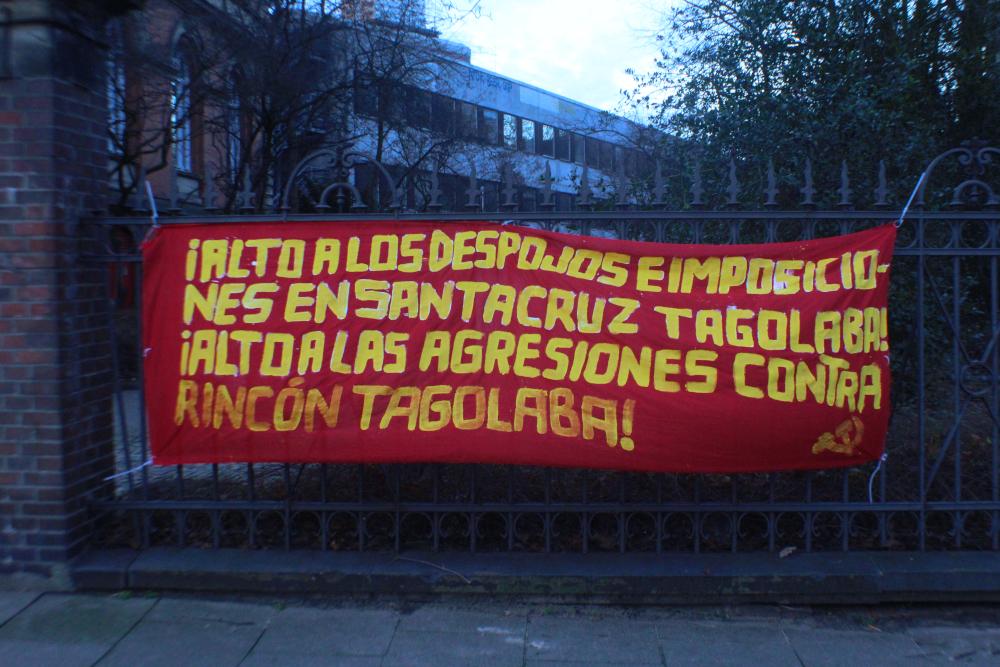 ¡ALTO A LOS DESPOJOS E IMPOSICIO-
NES EN SANTA CRUZ TAGOLABA!
¡ALTO A LAS AGRESIONES CONTRA
RINCÓN TAGOLABA!